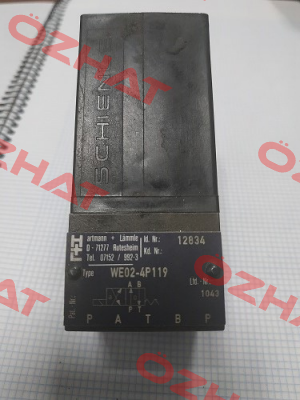 ÖZHAT
SCHIENLE
artmann + Lämmle
D - 71277 Rutesheim
Tel. 07152 / 992-3
Id. Nr.: 12834
Kd. Nr.:
Type WE02-4P119
Lfd. Nr.
1043
A B
P T
P A T B P